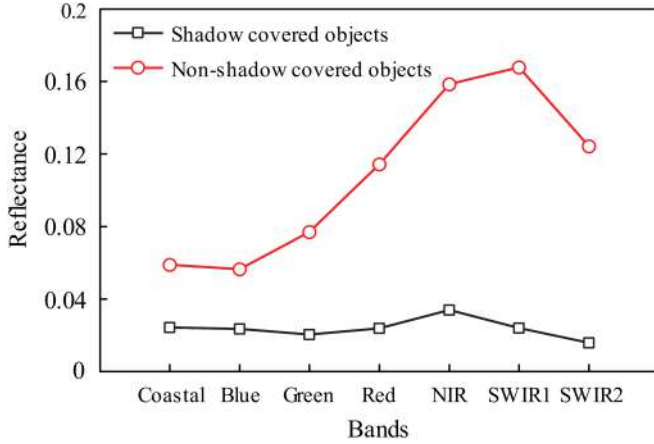 0.2
Shadow covered objects
Non-shadow covered objects
0.16
0.12
0.08
0.04
0
Reflectance
Coastal Blue Green Red NIR SWIR1 SWIR2
Bands